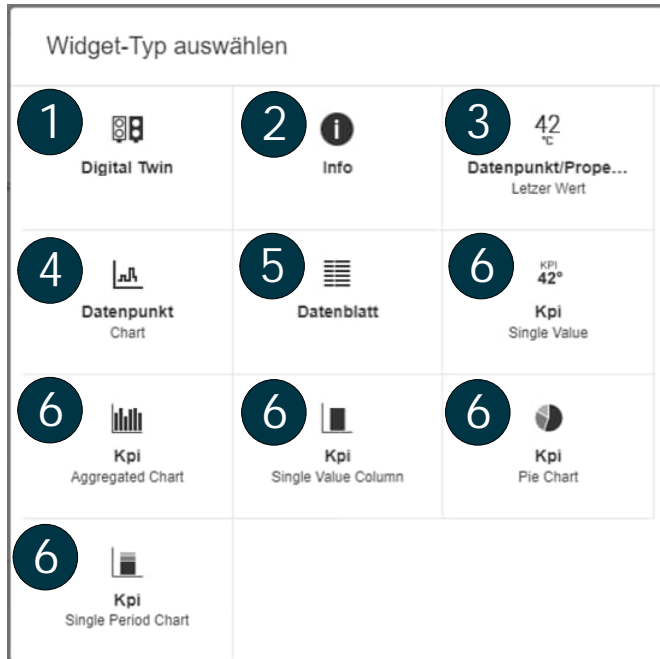 Widget-Typ auswählen
1
Digital Twin
2
i
Info
3
42
°C
Datenpunkt/Prope...
Letzer Wert
4
Datenpunkt
Chart
5
Datenblatt
6
KPI
42°
Kpi
Single Value
6
Kpi
Aggregated Chart
6
Kpi
Single Value Column
6
Kpi
Pie Chart
6
Kpi
Single Period Chart